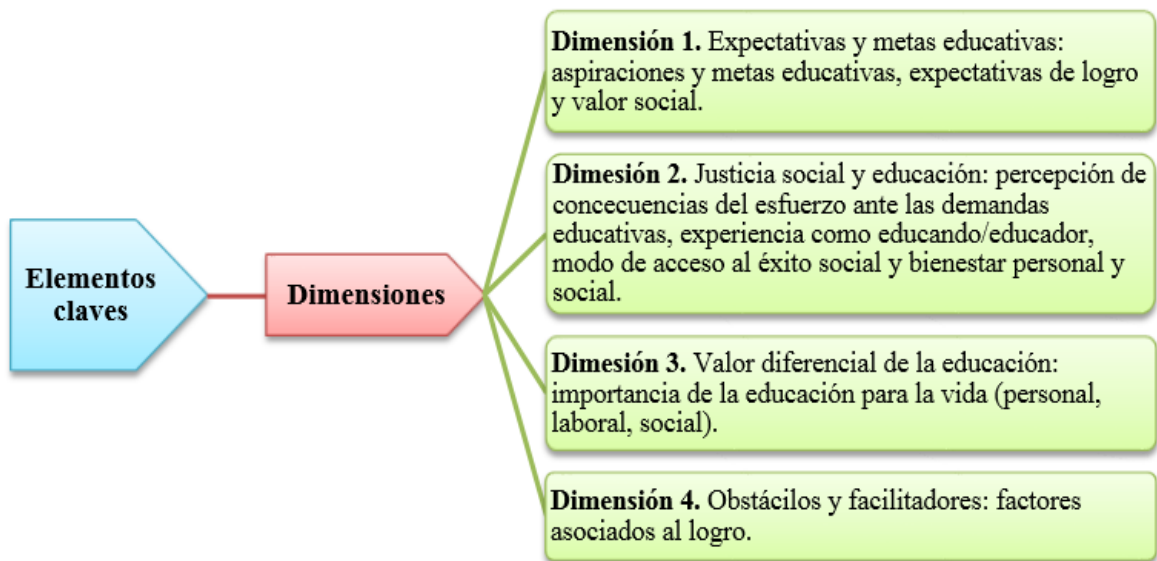 Elementos
claves
Dimensiones
Dimensión 1. Expectativas y metas educativas:
aspiraciones y metas educativas, expectativas de logro
y valor social.
Dimesión 2. Justicia social y educación: percepción de
concecuencias del esfuerzo ante las demandas
educativas, experiencia como educando/educador,
modo de acceso al éxito social y bienestar personal y
social.
Dimesión 3. Valor diferencial de la educación:
importancia de la educación para la vida (personal,
laboral, social).
Dimensión 4. Obstácilos y facilitadores: factores
asociados al logro.